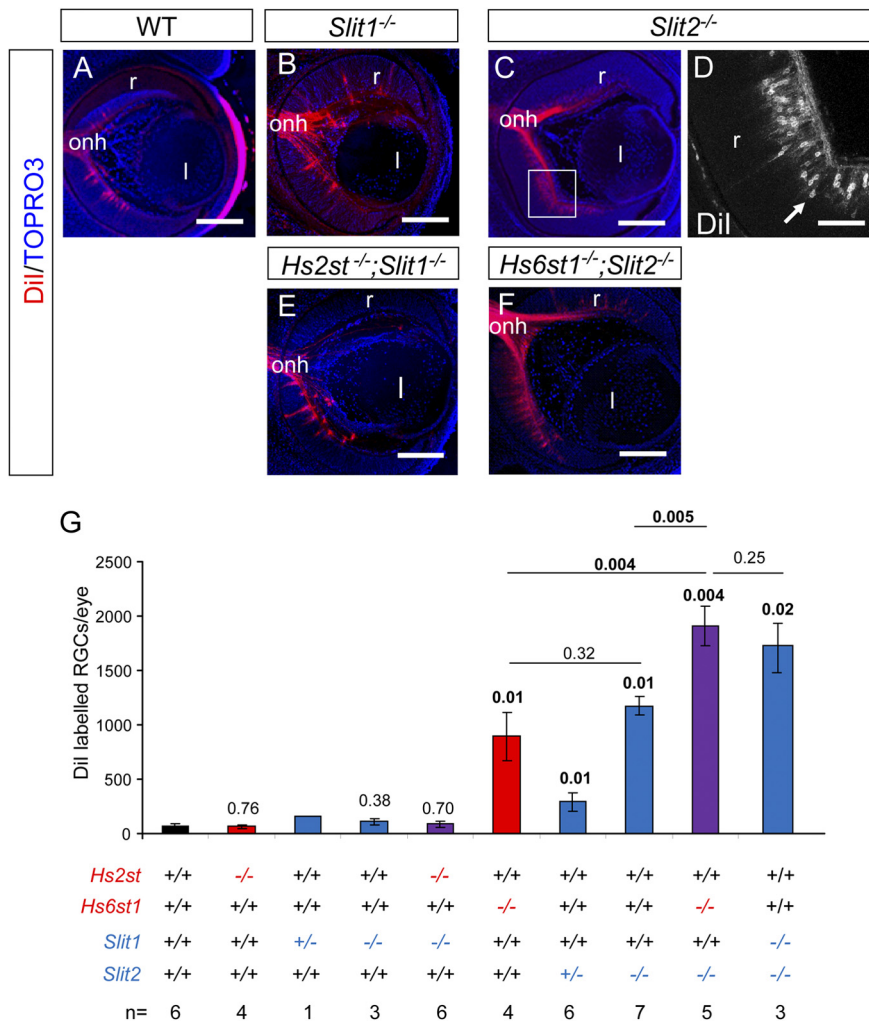 WT Slit1-/- Slit2-/-
DiI/TOPRO3
A r onh l
B r onh l
C r onh l
D r DiI
Hs2st-/-;Slit1-/- Hs6st1-/-;Slit2-/-
E r onh l
F r onh l
G
0.005
0.004 0.25
0.004 0.02
0.32
0.01 0.01
0.01
0.76 0.38 0.70
DiI labelled RGCs/eye
2500
2000
1500
1000
500
0
Hs2st +/+ -/- +/+ +/+ -/- +/+ +/+ +/+ +/+ +/+
Hs6st1 +/+ +/+ +/+ +/+ +/+ -/- +/+ +/+ -/- +/+
Slit1 +/+ +/+ +/- -/- -/- +/+ +/+ +/+ +/+ -/-
Slit2 +/+ +/+ +/+ +/+ +/+ +/+ +/- -/- -/- -/-
n= 6 4 1 3 6 4 6 7 5 3